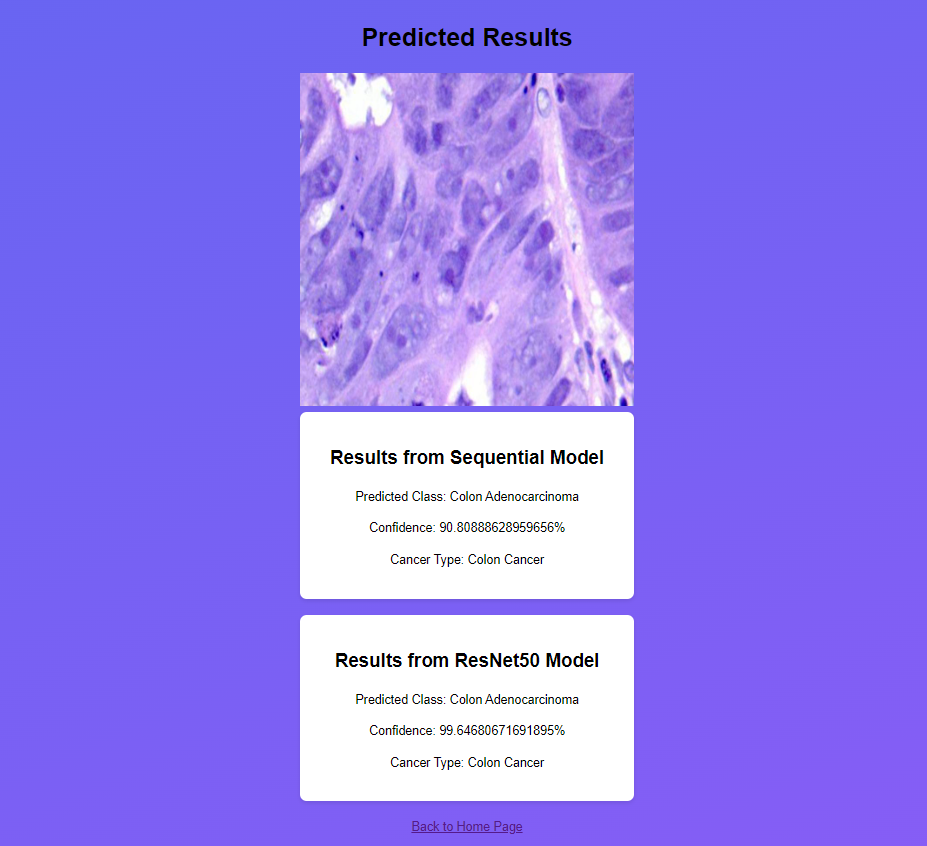 Predicted Results
Results from Sequential Model
Predicted Class: Colon Adenocarcinoma
Confidence: 90.80888628959656%
Cancer Type: Colon Cancer
Results from ResNet50 Model
Predicted Class: Colon Adenocarcinoma
Confidence: 99.64680671691895%
Cancer Type: Colon Cancer
Back to Home Page